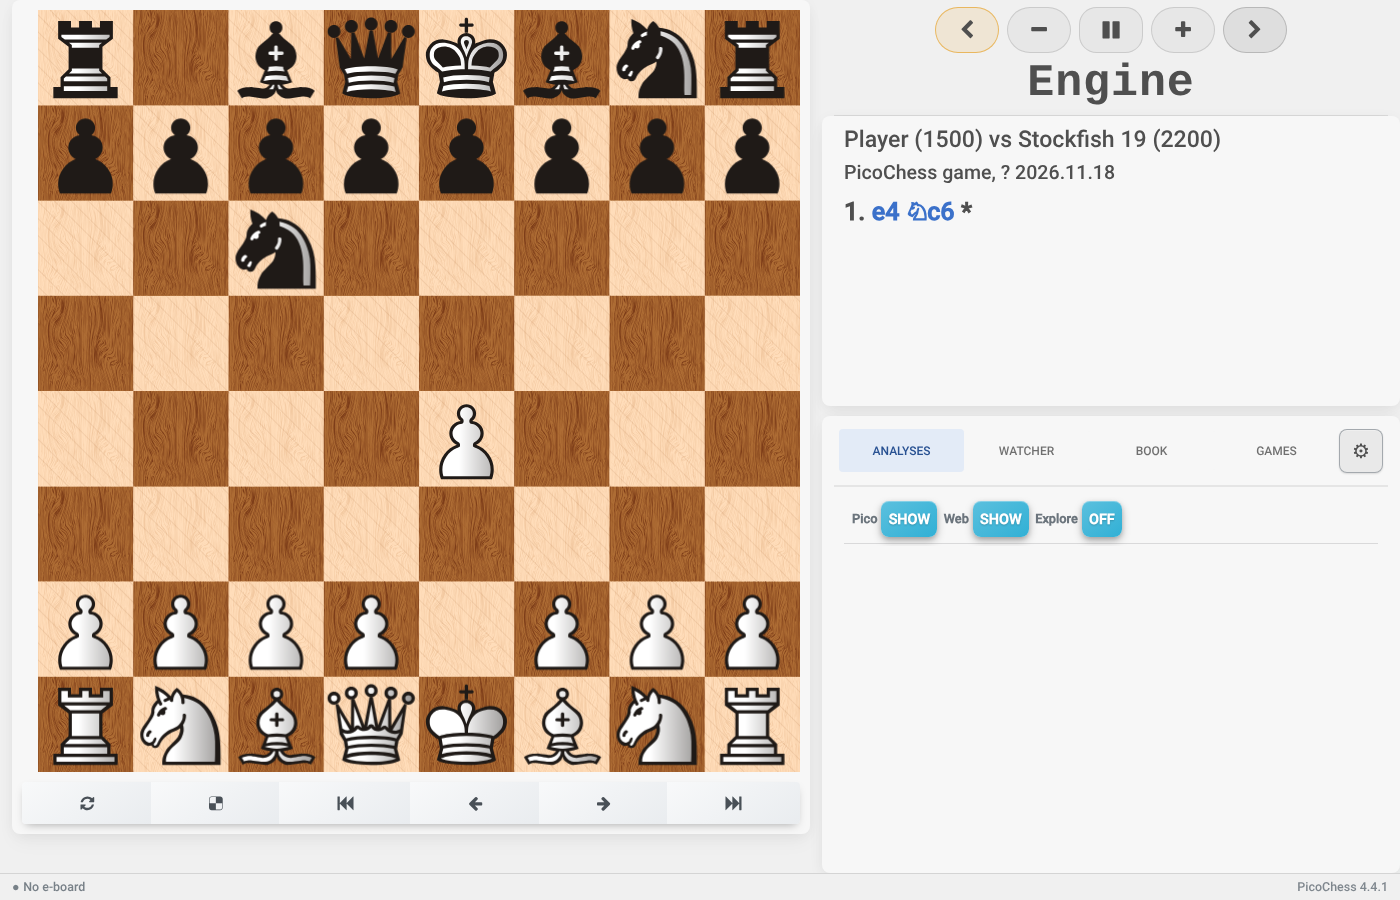 Engine
Player (1500) vs Stockfish 19 (2200)
PicoChess game, ? 2026.11.18
1. e4 ♘c6 *
ANALYSES WATCHER BOOK GAMES
Pico SHOW Web SHOW Explore OFF
● No e-board
PicoChess 4.4.1